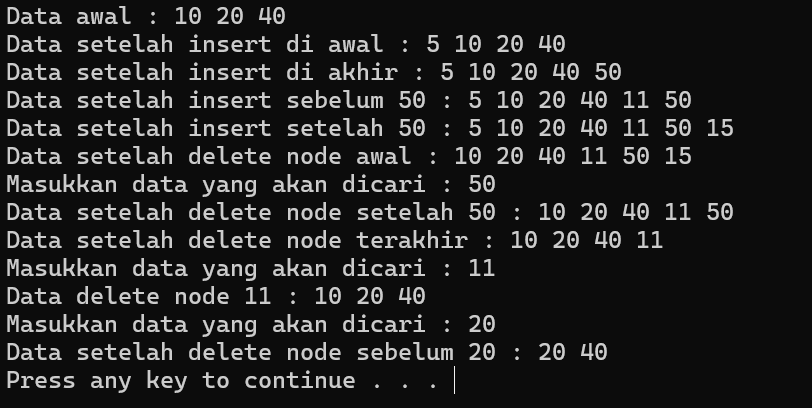 Data awal : 10 20 40
Data setelah insert di awal : 5 10 20 40
Data setelah insert di akhir : 5 10 20 40 50
Data setelah insert sebelum 50 : 5 10 20 40 11 50
Data setelah insert setelah 50 : 5 10 20 40 11 50 15
Data setelah delete node awal : 10 20 40 11 50 15
Masukkan data yang akan dicari : 50
Data setelah delete node setelah 50 : 10 20 40 11 50
Data setelah delete node terakhir : 10 20 40 11
Masukkan data yang akan dicari : 11
Data delete node 11 : 10 20 40
Masukkan data yang akan dicari : 20
Data setelah delete node sebelum 20 : 20 40
Press any key to continue . . .